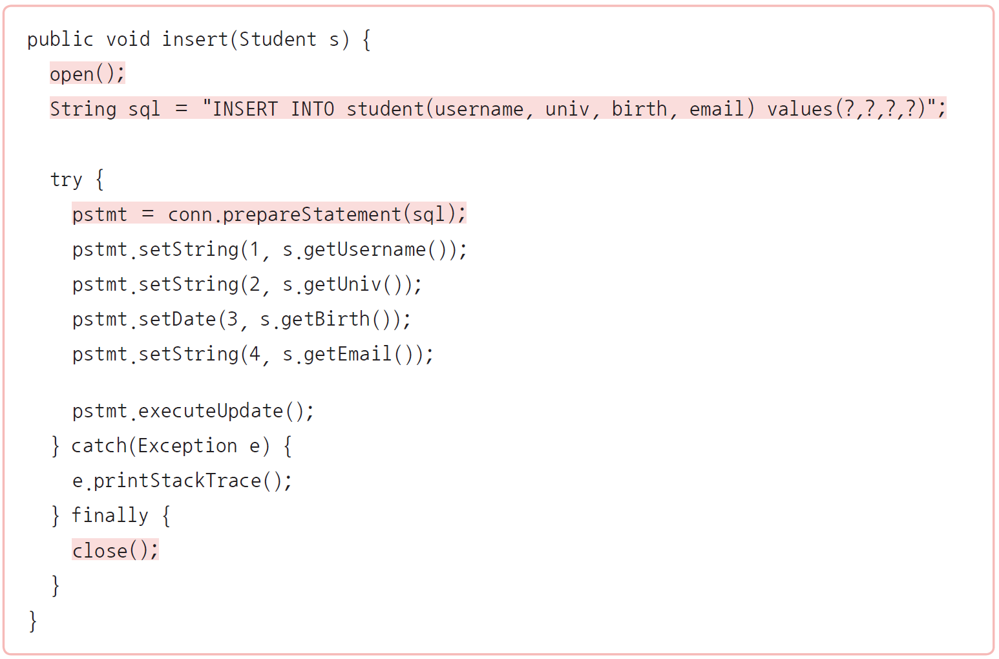 public void insert(Student s) {
  open();
  String sql = "INSERT INTO student(username, univ, birth, email) values(?,?,?,?)";
  try {
    pstmt = conn.prepareStatement(sql);
    pstmt.setString(1, s.getUsername());
    pstmt.setString(2, s.getUniv());
    pstmt.setDate(3, s.getBirth());
    pstmt.setString(4, s.getEmail());
    pstmt.executeUpdate();
  } catch(Exception e) {
    e.printStackTrace();
  } finally {
    close();
  }
}